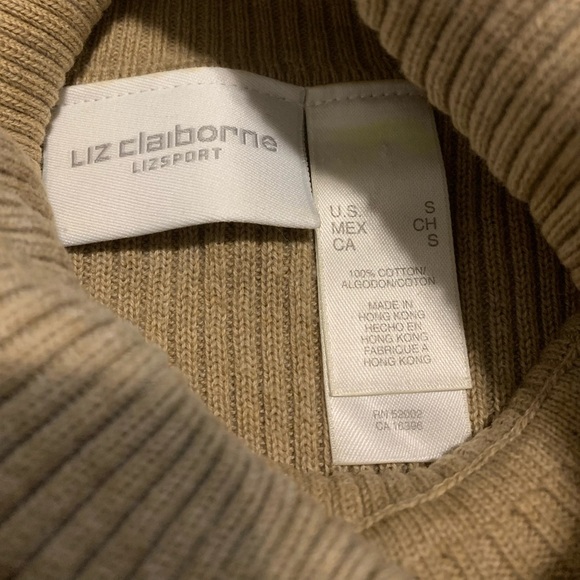 LIZ claiborne
LIZSPORT
U.S. S
MEX CH
CA S
100% COTTON/
ALGODON/COTON
MADE IN
HONG KONG
HECHO EN
HONG KONG
FABRIQUE A
HONG KONG
RN 52002
CA 16396